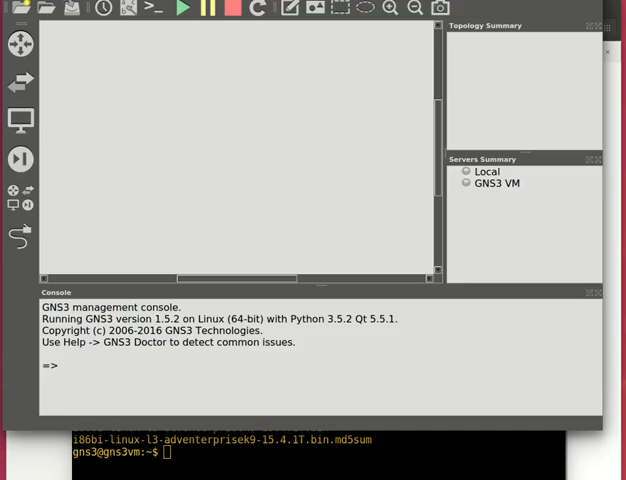 Topology Summary
Servers Summary
Local
GNS3 VM
Console
GNS3 management console.
Running GNS3 version 1.5.2 on Linux (64-bit) with Python 3.5.2 Qt 5.5.1.
Copyright (c) 2006-2016 GNS3 Technologies.
Use Help -> GNS3 Doctor to detect common issues.
=>
i86bi-linux-l3-adventerprisek9-15.4.1T.bin.md5sum
gns3@gns3vm:~$